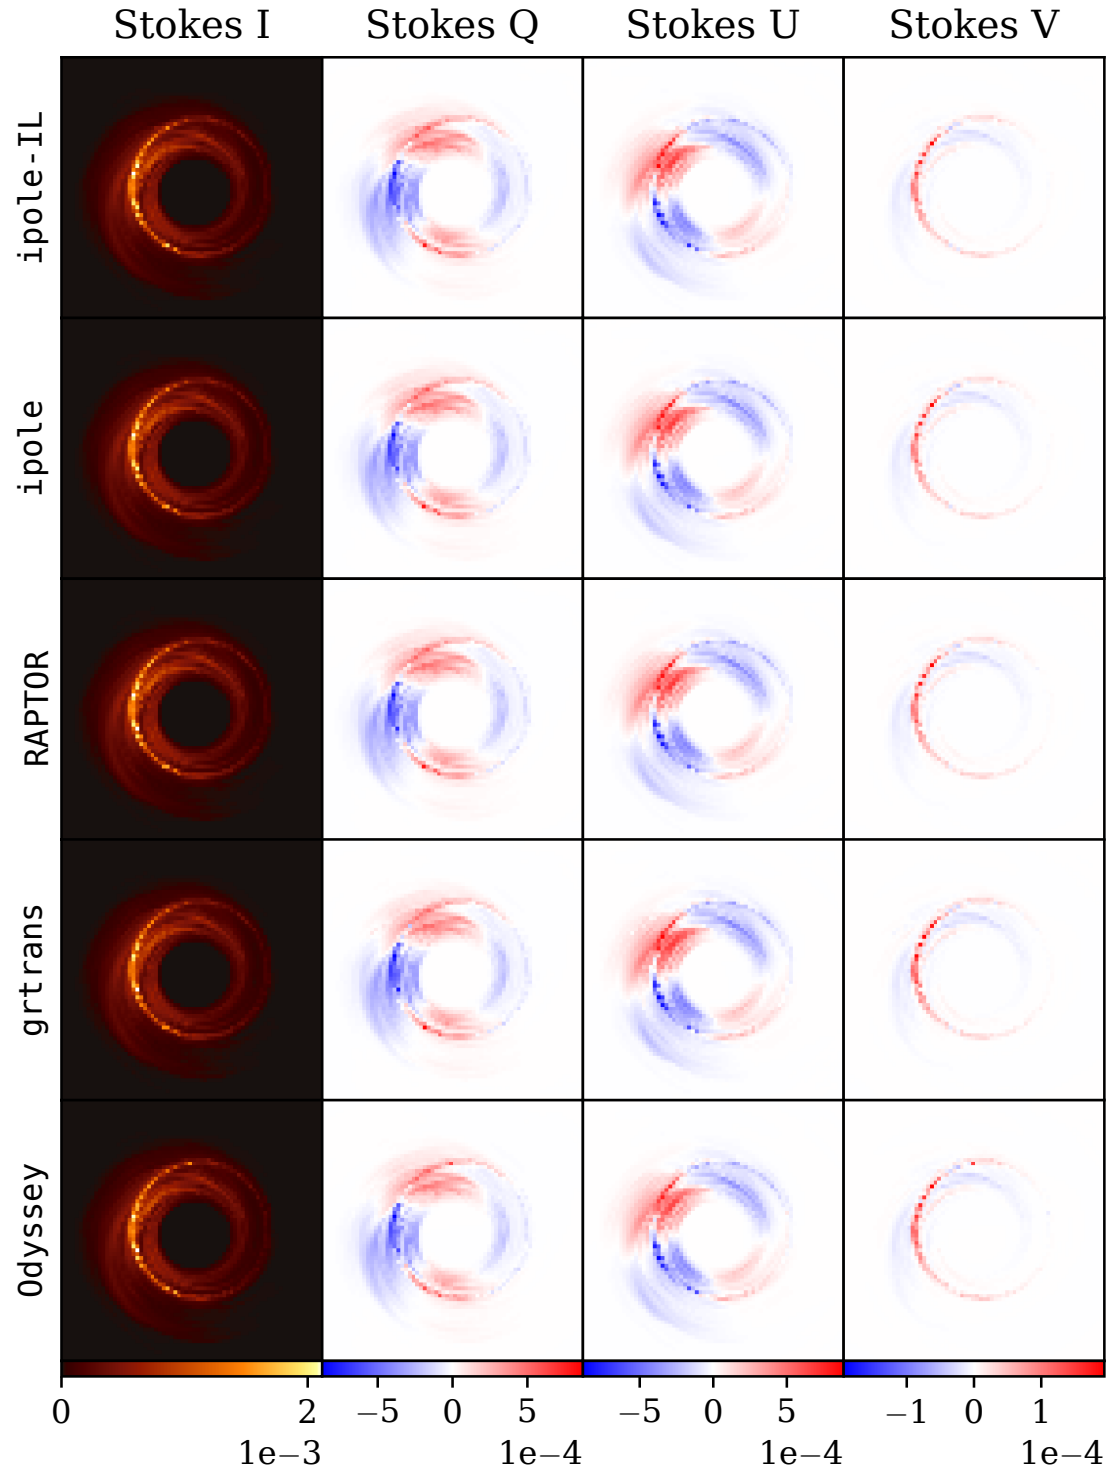 Stokes I Stokes Q Stokes U Stokes V
ipole-IL
ipole
RAPTOR
grtrans
Odyssey
0 2 −5 0 5 −5 0 5 −1 0 1
1e−3 1e−4 1e−4 1e−4